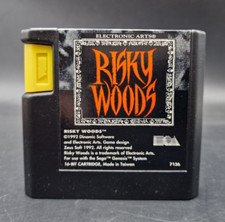 ELECTRONIC ARTS®
RISKY
WOODS
RISKY WOODS™
©1992 Dinamic Software
and Electronic Arts. Game design
Zeus Soft 1992. All rights reserved
Risky Woods is a trademark of Electronic Arts.
For use with the Sega™ Genesis™ System
16-BIT CARTRIDGE, Made in Taiwan
7126